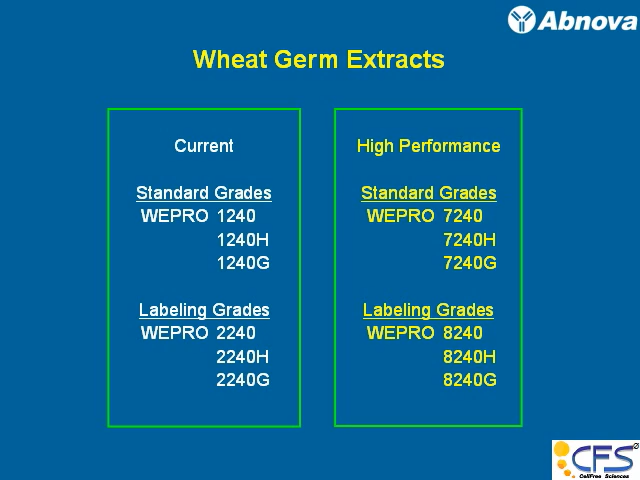 Abnova
Wheat Germ Extracts
Current
Standard Grades
WEPRO 1240
1240H
1240G
Labeling Grades
WEPRO 2240
2240H
2240G
High Performance
Standard Grades
WEPRO 7240
7240H
7240G
Labeling Grades
WEPRO 8240
8240H
8240G
CFS
CellFree Sciences